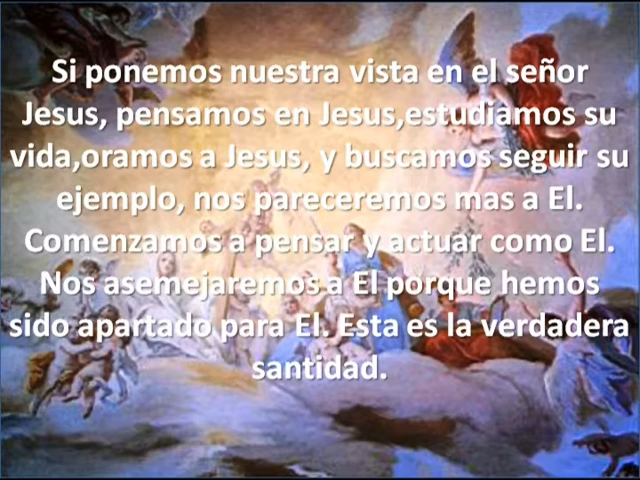 Si ponemos nuestra vista en el señor
Jesus, pensamos en Jesus,estudiamos su
vida,oramos a Jesus, y buscamos seguir su
ejemplo, nos pareceremos mas a El.
Comenzamos a pensar y actuar como El.
Nos asemejaremos a El porque hemos
sido apartado para El. Esta es la verdadera
santidad.